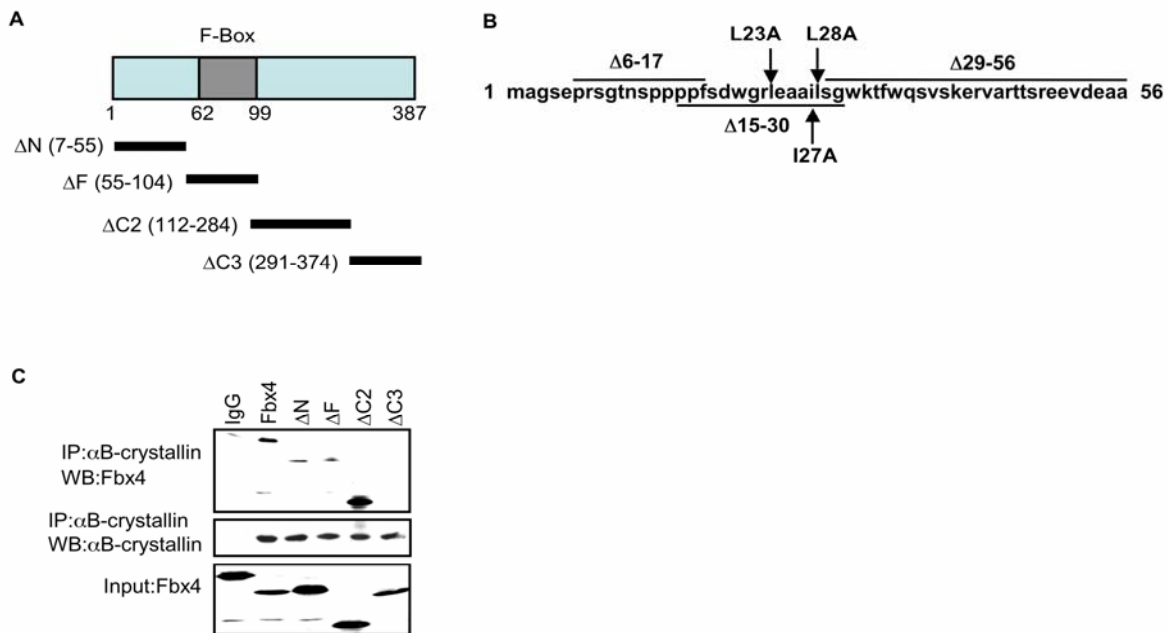 A
F-Box
1 62 99 387
ΔN (7-55)
ΔF (55-104)
ΔC2 (112-284)
ΔC3 (291-374)
B
L23A L28A
Δ6-17 Δ29-56
1 magseprsgtnsppppfsdwgrleaailsgwktfwqsvskervarttsreevdeaa 56
Δ15-30
I27A
C
IgG Fbx4 ΔN ΔF ΔC2 ΔC3
IP:αB-crystallin
WB:Fbx4
IP:αB-crystallin
WB:αB-crystallin
Input:Fbx4